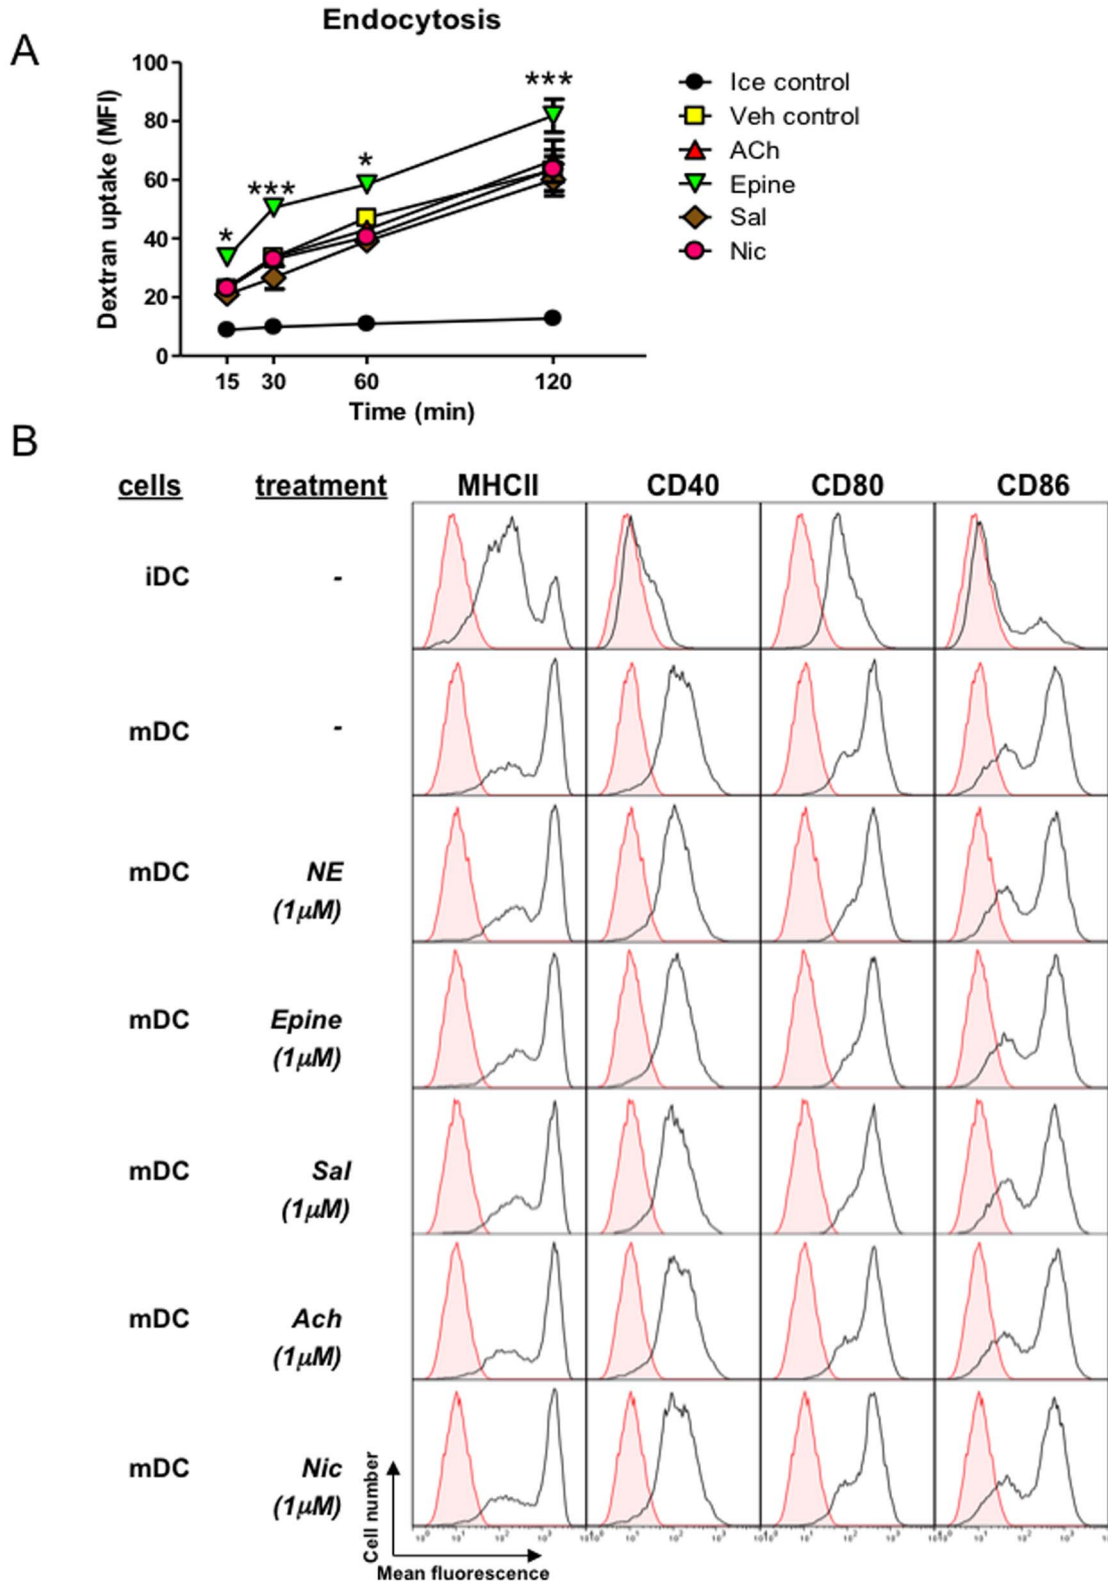 A
Endocytosis
***
*
***
*
100
80
60
40
20
0
Dextran uptake (MFI)
15 30 60 120
Time (min)
Ice control
Veh control
ACh
Epine
Sal
Nic
B
cells treatment MHCII CD40 CD80 CD86
iDC -
mDC -
mDC NE
(1μM)
mDC Epine
(1μM)
mDC Sal
(1μM)
mDC Ach
(1μM)
mDC Nic
(1μM)
Cell number
Mean fluorescence